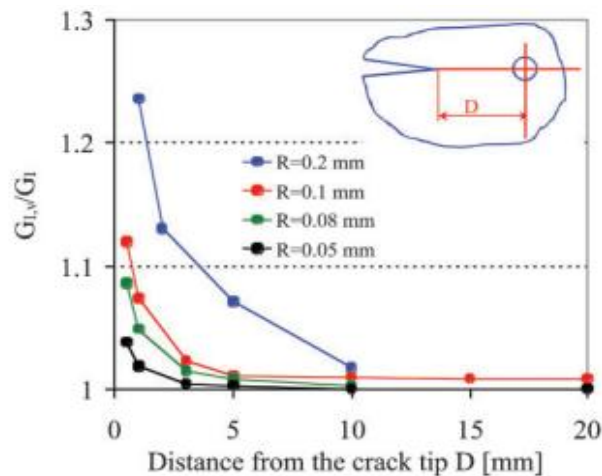 1.3
D
1.2
R=0.2 mm
R=0.1 mm
R=0.08 mm
R=0.05 mm
G_{I,v}/G_I
1.1
1
0 5 10 15 20
Distance from the crack tip D [mm]